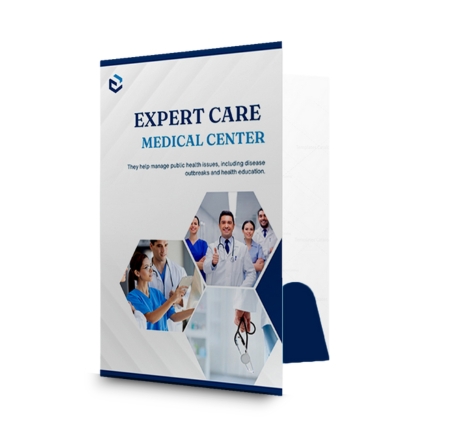 EXPERT CARE
MEDICAL CENTER
They help manage public health issues, including disease
outbreaks and health education.